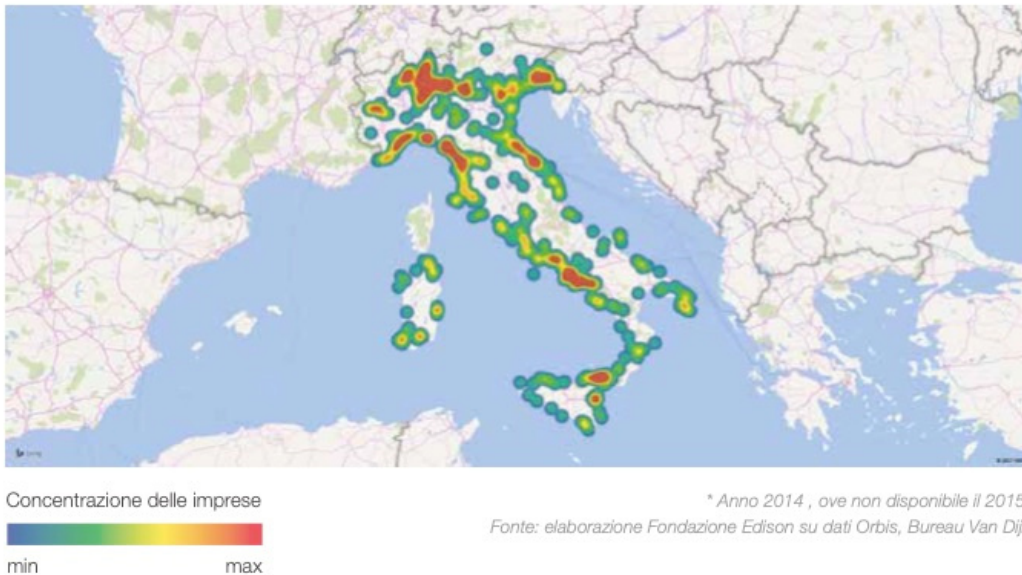 Concentrazione delle imprese
min max
* Anno 2014 , ove non disponibile il 2015
Fonte: elaborazione Fondazione Edison su dati Orbis, Bureau Van Dij